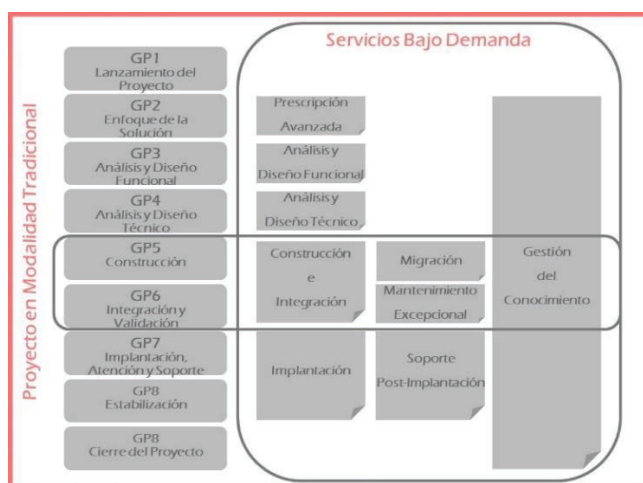 Servicios Bajo Demanda
Proyecto en Modalidad Tradicional
GP1
Lanzamiento del
Proyecto
GP2
Enfoque de la
Solución
GP3
Análisis y Diseño
Funcional
GP4
Análisis y Diseño
Técnico
GP5
Construcción
GP6
Integración y
Validación
GP7
Implantación,
Atención y Soporte
GP8
Estabilización
GP8
Cierre del Proyecto
Prescripción
Avanzada
Análisis y
Diseño Funcional
Análisis y
Diseño Técnico
Construcción
e
Integración
Implantación
Migración
Mantenimiento
Excepcional
Soporte
Post-Implantación
Gestión
del
Conocimiento